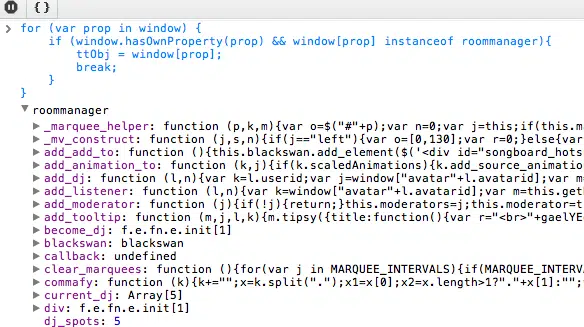 for (var prop in window) {
if (window.hasOwnProperty(prop) && window[prop] instanceof roommanager){
ttObj = window[prop];
break;
}
}
roommanager
_marquee_helper: function (p,k,m){var o=$("#"+p);var n=0;var j=this;if(this.m
_mv_construct: function (j,s,n){if(j=="left"){var o=[0,130];var r=0;}else{var
add_add_to: function (){this.blackswan.add_element($('<div id="songboard_hots
add_animation_to: function (k,j){if(k.scaledAnimations){k.add_source_animatio
add_dj: function (l,n){var k=l.userid;var j=window["avatar"+l.avatarid];var m
add_listener: function (l,n){var k=window["avatar"+l.avatarid];var m=this.get
add_moderator: function (j){if(!j){return;}this.moderators=j;this.moderator=t
add_tooltip: function (m,j,l,k){m.tipsy({title:function(){var r="<br>"+gaelYE
become_dj: f.e.fn.e.init[1]
blackswan: blackswan
callback: undefined
clear_marquees: function (){for(var j in MARQUEE_INTERVALS){if(MARQUEE_INTERV
commafy: function (k){k+="";x=k.split(".");x1=x[0];x2=x.length>1?"."+x[1]:"";
current_dj: Array[5]
div: f.e.fn.e.init[1]
dj_spots: 5